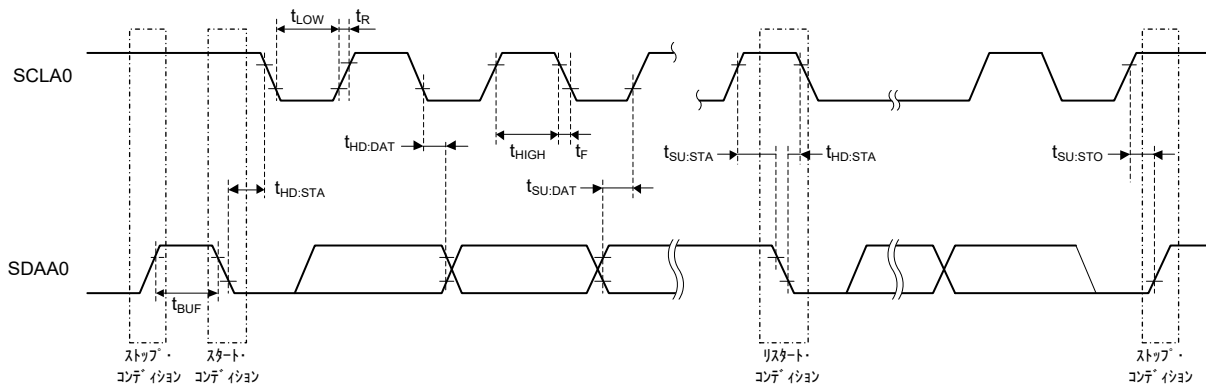 tLOW
tR
SCLA0
tHD:DAT
tHIGH
tF
tSU:STA
tHD:STA
tSU:STO
tHD:STA
tSU:DAT
SDAA0
tBUF
ｽﾄｯﾌﾟ・
ｺﾝﾃﾞｨｼｮﾝ
ｽﾀｰﾄ・
ｺﾝﾃﾞｨｼｮﾝ
ﾘｽﾀｰﾄ・
ｺﾝﾃﾞｨｼｮﾝ
ｽﾄｯﾌﾟ・
ｺﾝﾃﾞｨｼｮﾝ